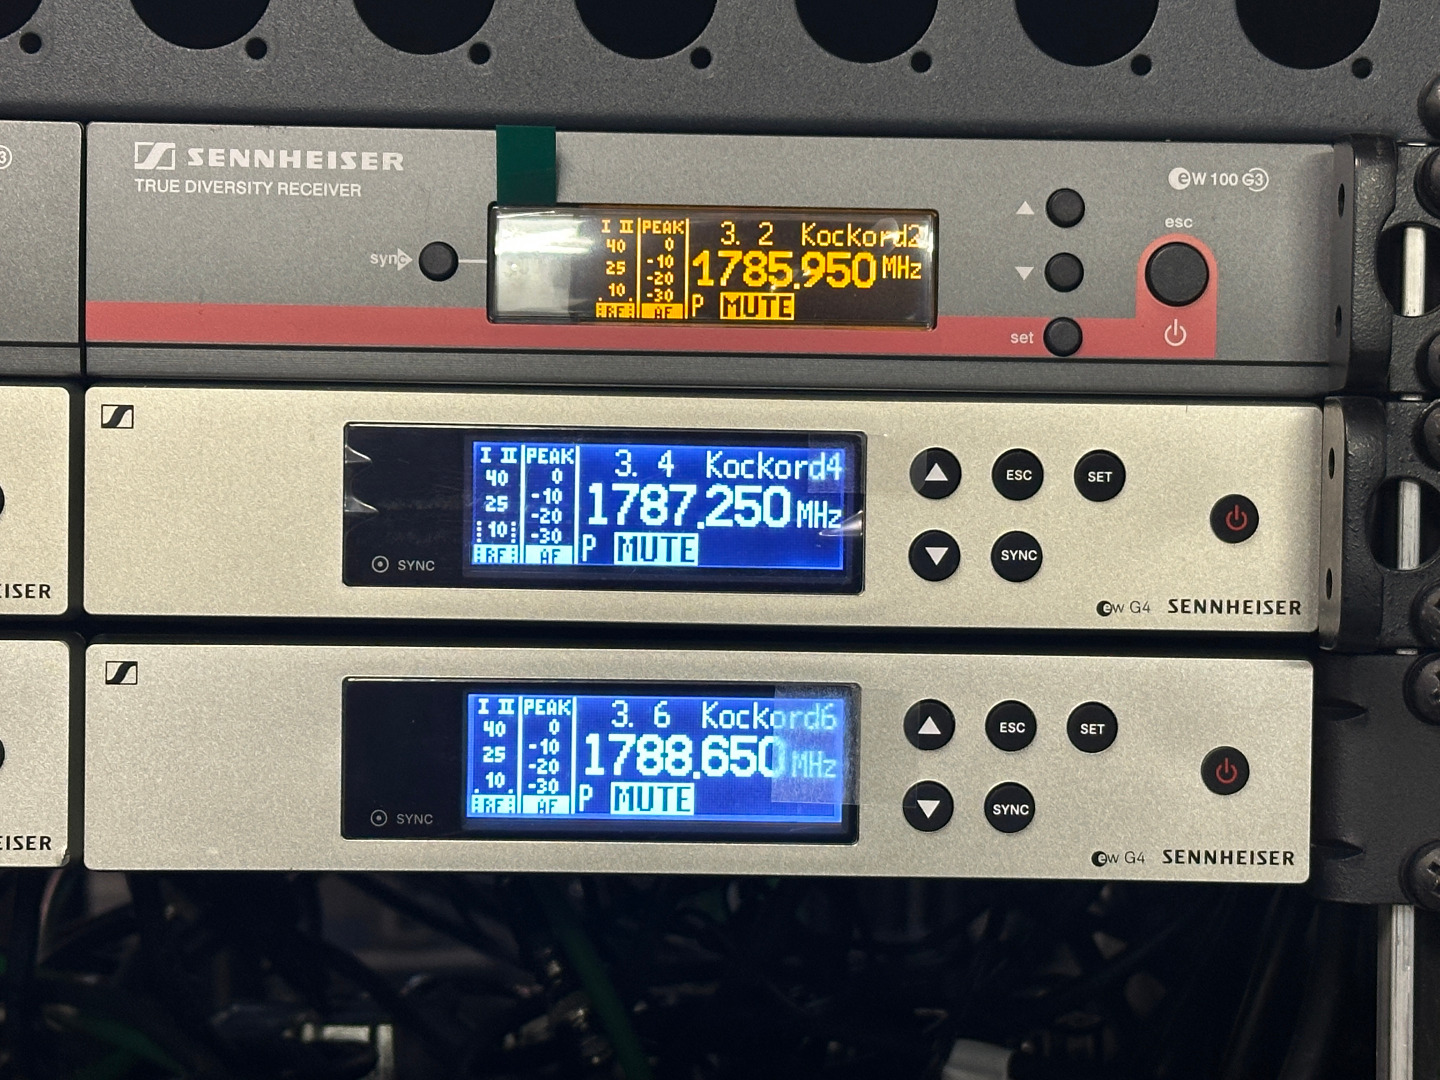 3
SENNHEISER
TRUE DIVERSITY RECEIVER
ew 100 G3
sync
esc
set
I II PEAK 3. 2 Kockord2
40 0 1785.950 MHz
25 -10
10 -20
-30 P MUTE
RF AF
I II PEAK 3. 4 Kockord4
40 0 1787.250 MHz
25 -10
10 -20
-30 P MUTE
RF AF
SYNC
ESC
SET
SYNC
ew G4 SENNHEISER
EISER
I II PEAK 3. 6 Kockord6
40 0 1788.650 MHz
25 -10
10 -20
-30 P MUTE
RF AF
SYNC
ESC
SET
SYNC
ew G4 SENNHEISER
EISER